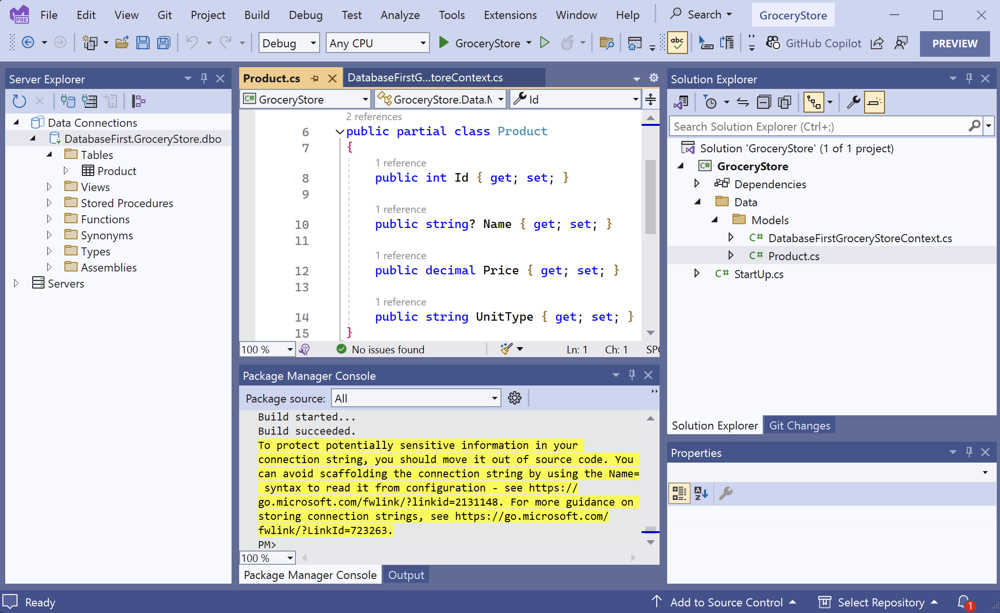 PRE
File Edit View Git Project Build Debug Test Analyze Tools Extensions Window Help Search GroceryStore
Debug Any CPU GroceryStore abc GitHub Copilot PREVIEW
Server Explorer
Data Connections
DatabaseFirst.GroceryStore.dbo
Tables
Product
Views
Stored Procedures
Functions
Synonyms
Types
Assemblies
Servers
Product.cs DatabaseFirstG...toreContext.cs
C# GroceryStore GroceryStore.Data.M Id
2 references
6 public partial class Product
7 {
1 reference
8 public int Id { get; set; }
9
1 reference
10 public string? Name { get; set; }
11
1 reference
12 public decimal Price { get; set; }
13
1 reference
14 public string UnitType { get; set; }
15 }
100 % No issues found Ln: 1 Ch: 1 SPC
Package Manager Console
Package source: All
Build started...
Build succeeded.
To protect potentially sensitive information in your
connection string, you should move it out of source code. You
can avoid scaffolding the connection string by using the Name=
syntax to read it from configuration - see https://
go.microsoft.com/fwlink/?linkid=2131148. For more guidance on
storing connection strings, see https://go.microsoft.com/
fwlink/?LinkId=723263.
PM>
100 %
Package Manager Console Output
Solution Explorer
Search Solution Explorer (Ctrl+;)
Solution 'GroceryStore' (1 of 1 project)
C# GroceryStore
Dependencies
Data
Models
C# DatabaseFirstGroceryStoreContext.cs
C# Product.cs
C# StartUp.cs
Solution Explorer Git Changes
Properties
A
Z
Ready Add to Source Control Select Repository 1